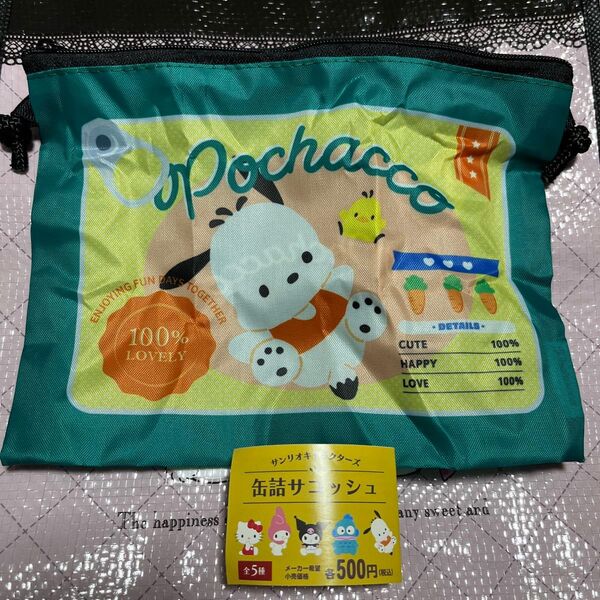 Pochacco
ENJOYING FUN DAYS TOGETHER
100%
LOVELY
DETAILS
CUTE 100%
HAPPY 100%
LOVE 100%
サンリオキャラクターズ
缶詰サコッシュ
全5種
メーカー希望
小売価格
各500円(税込)
The happiness
any sweet and